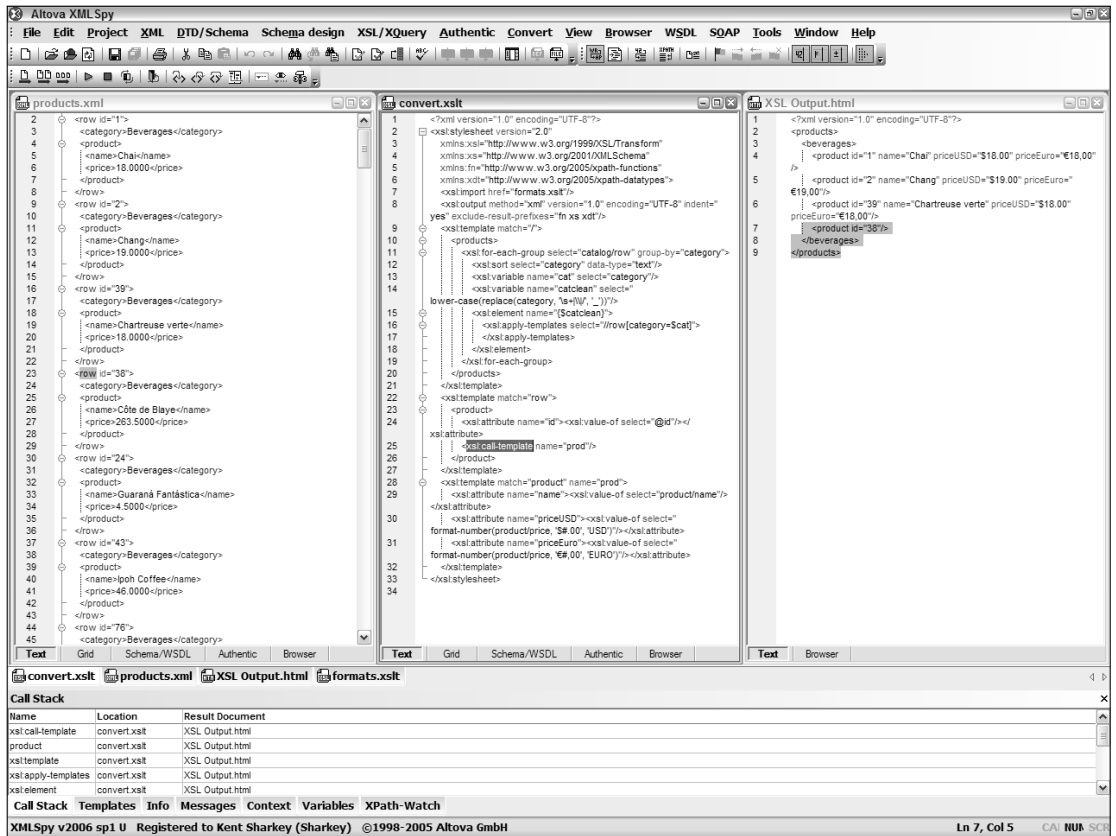 Altova XMLSpy
File Edit Project XML DTD/Schema Schema design XSL/XQuery Authentic Convert View Browser WSDL SOAP Tools Window Help
products.xml
2 <row id="1">
3 <category>Beverages</category>
4 <product>
5 <name>Chai</name>
6 <price>18.0000</price>
7 </product>
8 </row>
9 <row id="2">
10 <category>Beverages</category>
11 <product>
12 <name>Chang</name>
13 <price>19.0000</price>
14 </product>
15 </row>
16 <row id="39">
17 <category>Beverages</category>
18 <product>
19 <name>Chartreuse verte</name>
20 <price>18.0000</price>
21 </product>
22 </row>
23 <row id="38">
24 <category>Beverages</category>
25 <product>
26 <name>Côte de Blaye</name>
27 <price>263.5000</price>
28 </product>
29 </row>
30 <row id="24">
31 <category>Beverages</category>
32 <product>
33 <name>Guaraná Fantástica</name>
34 <price>4.5000</price>
35 </product>
36 </row>
37 <row id="43">
38 <category>Beverages</category>
39 <product>
40 <name>Ipoh Coffee</name>
41 <price>46.0000</price>
42 </product>
43 </row>
44 <row id="76">
45 <category>Beverages</category>
Text Grid Schema/WSDL Authentic Browser
convert.xslt
1 <?xml version="1.0" encoding="UTF-8"?>
2 <xsl:stylesheet version="2.0"
3 xmlns:xsl="http://www.w3.org/1999/XSL/Transform"
4 xmlns:xs="http://www.w3.org/2001/XMLSchema"
5 xmlns:fn="http://www.w3.org/2005/xpath-functions"
6 xmlns:xdt="http://www.w3.org/2005/xpath-datatypes">
7 <xsl:import href="formats.xslt"/>
8 <xsl:output method="xml" version="1.0" encoding="UTF-8" indent="
yes" exclude-result-prefixes="fn xs xdt"/>
9 <xsl:template match="/">
10 <products>
11 <xsl:for-each-group select="catalog/row" group-by="category">
12 <xsl:sort select="category" data-type="text"/>
13 <xsl:variable name="cat" select="category"/>
14 <xsl:variable name="catclean" select="
lower-case(replace(category, '\s+|\\|/', '_'))"/>
15 <xsl:element name="{$catclean}">
16 <xsl:apply-templates select="//row[category=$cat]">
17 </xsl:apply-templates>
18 </xsl:element>
19 </xsl:for-each-group>
20 </products>
21 </xsl:template>
22 <xsl:template match="row">
23 <product>
24 <xsl:attribute name="id"><xsl:value-of select="@id"/></
xsl:attribute>
25 <xsl:call-template name="prod"/>
26 </product>
27 </xsl:template>
28 <xsl:template match="product" name="prod">
29 <xsl:attribute name="name"><xsl:value-of select="product/name"/>
</xsl:attribute>
30 <xsl:attribute name="priceUSD"><xsl:value-of select="
format-number(product/price, '$#.00', 'USD')"/></xsl:attribute>
31 <xsl:attribute name="priceEuro"><xsl:value-of select="
format-number(product/price, '€#,00', 'EURO')"/></xsl:attribute>
32 </xsl:template>
33 </xsl:stylesheet>
34
Text Grid Schema/WSDL Authentic Browser
XSL Output.html
1 <?xml version="1.0" encoding="UTF-8"?>
2 <products>
3 <beverages>
4 <product id="1" name="Chai" priceUSD="$18.00" priceEuro="€18,00"
/>
5 <product id="2" name="Chang" priceUSD="$19.00" priceEuro="
€19,00"/>
6 <product id="39" name="Chartreuse verte" priceUSD="$18.00"
priceEuro="€18,00"/>
7 <product id="38"/>
8 </beverages>
9 </products>
Text Browser
convert.xslt products.xml XSL Output.html formats.xslt
Call Stack
Name Location Result Document
xsl:call-template convert.xslt XSL Output.html
product convert.xslt XSL Output.html
xsl:template convert.xslt XSL Output.html
xsl:apply-templates convert.xslt XSL Output.html
xsl:element convert.xslt XSL Output.html
Call Stack Templates Info Messages Context Variables XPath-Watch
XMLSpy v2006 sp1 U Registered to Kent Sharkey (Sharkey) ©1998-2005 Altova GmbH Ln 7, Col 5 NUM SCR